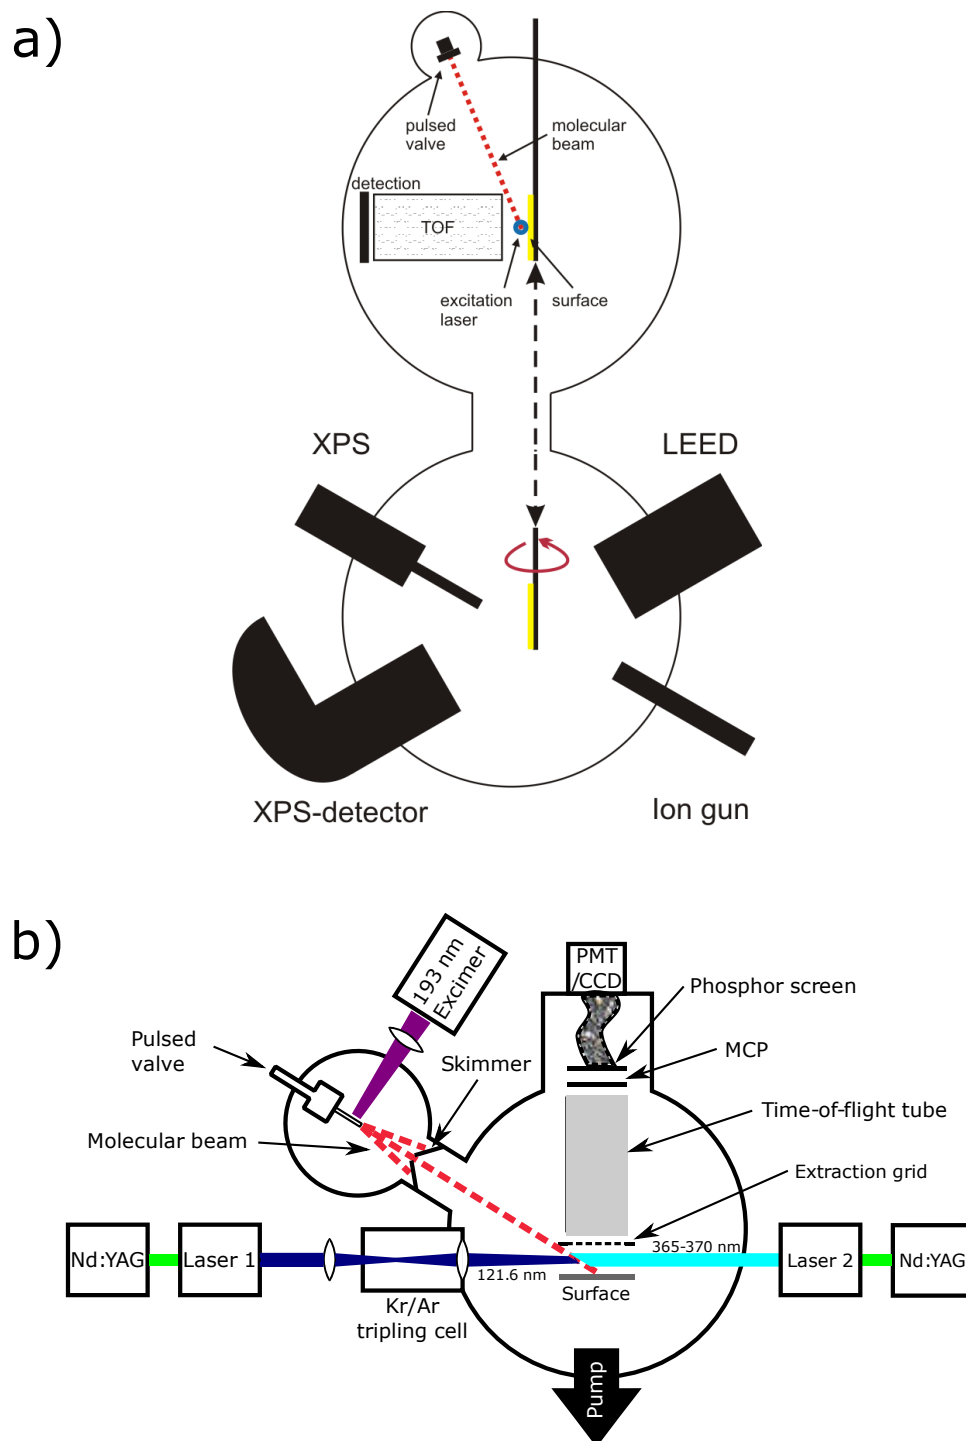 a)
pulsed
valve
molecular
beam
detection
TOF
excitation
laser
surface
XPS
LEED
XPS-detector
Ion gun
b)
193 nm
Excimer
PMT
/CCD
Phosphor screen
Pulsed
valve
Skimmer
MCP
Molecular beam
Time-of-flight tube
Extraction grid
Nd:YAG
Laser 1
121.6 nm
365-370 nm
Laser 2
Nd:YAG
Surface
Kr/Ar
tripling cell
Pump